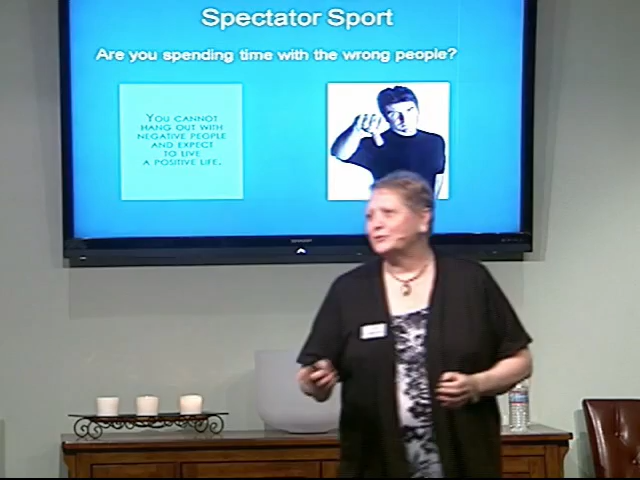 Spectator Sport
Are you spending time with the wrong people?
YOU CANNOT
HANG OUT WITH
NEGATIVE PEOPLE
AND EXPECT
TO LIVE
A POSITIVE LIFE.
SHARP